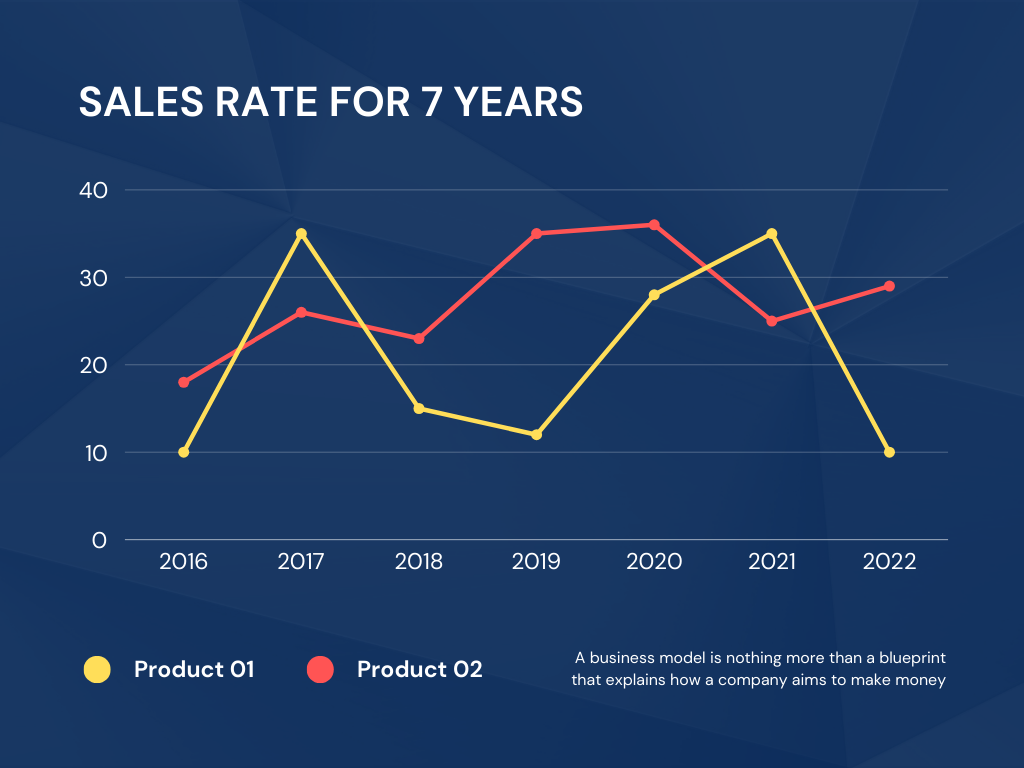 SALES RATE FOR 7 YEARS
40
30
20
10
0
2016 2017 2018 2019 2020 2021 2022
Product 01 Product 02
A business model is nothing more than a blueprint
that explains how a company aims to make money